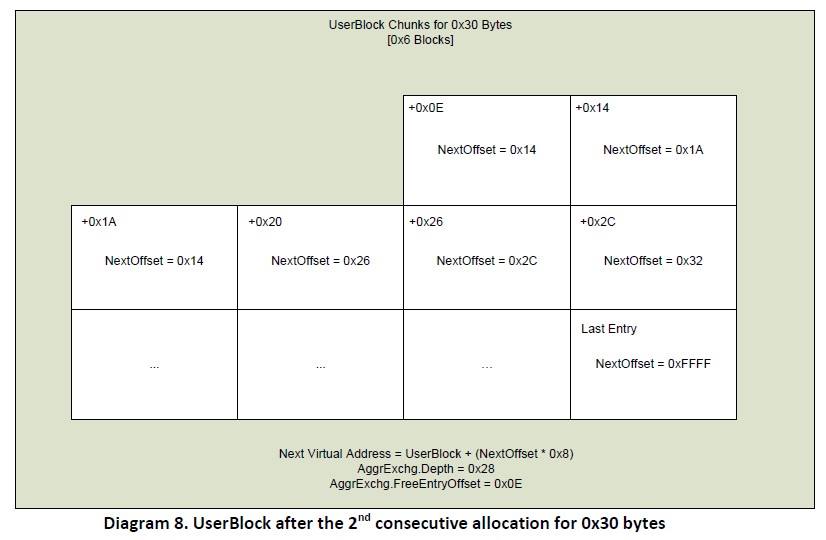 UserBlock Chunks for 0x30 Bytes
[0x6 Blocks]
+0x0E
NextOffset = 0x14
+0x14
NextOffset = 0x1A
+0x1A
NextOffset = 0x14
+0x20
NextOffset = 0x26
+0x26
NextOffset = 0x2C
+0x2C
NextOffset = 0x32
...
...
...
Last Entry
NextOffset = 0xFFFF
Next Virtual Address = UserBlock + (NextOffset * 0x8)
AggrExchg.Depth = 0x28
AggrExchg.FreeEntryOffset = 0x0E
Diagram 8. UserBlock after the 2nd consecutive allocation for 0x30 bytes